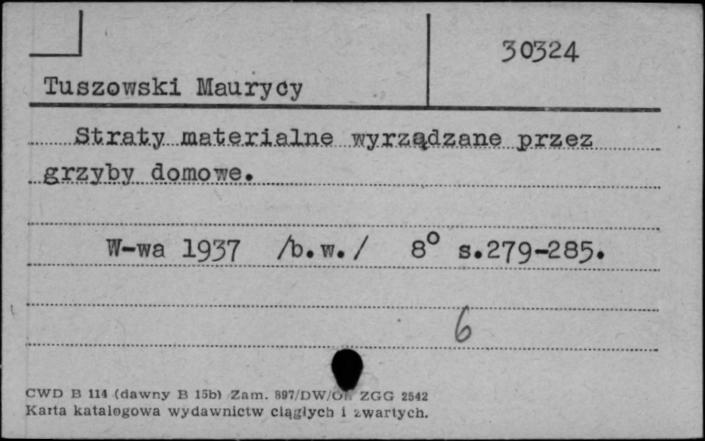 30324
Tuszowski Maurycy
Straty materialne wyrządzane przez
grzyby domowe.
W-wa 1937 /b.w./ 8° s.279-285.
6
CWD B 114 (dawny B 15b) Zam. 897/DW/ ZGG 2542
Karta katalogowa wydawnictw ciągłych i zwartych.